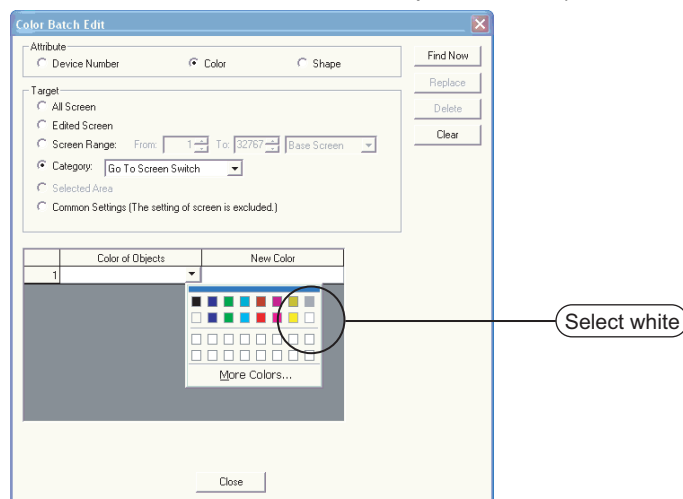 Color Batch Edit
Attribute
Device Number Color Shape
Find Now
Replace
Target
All Screen
Delete
Edited Screen
Clear
Screen Range: From: 1 To: 32767 Base Screen
Category: Go To Screen Switch
Selected Area
Common Settings (The setting of screen is excluded.)
Color of Objects New Color
1
Select white
More Colors...
Close